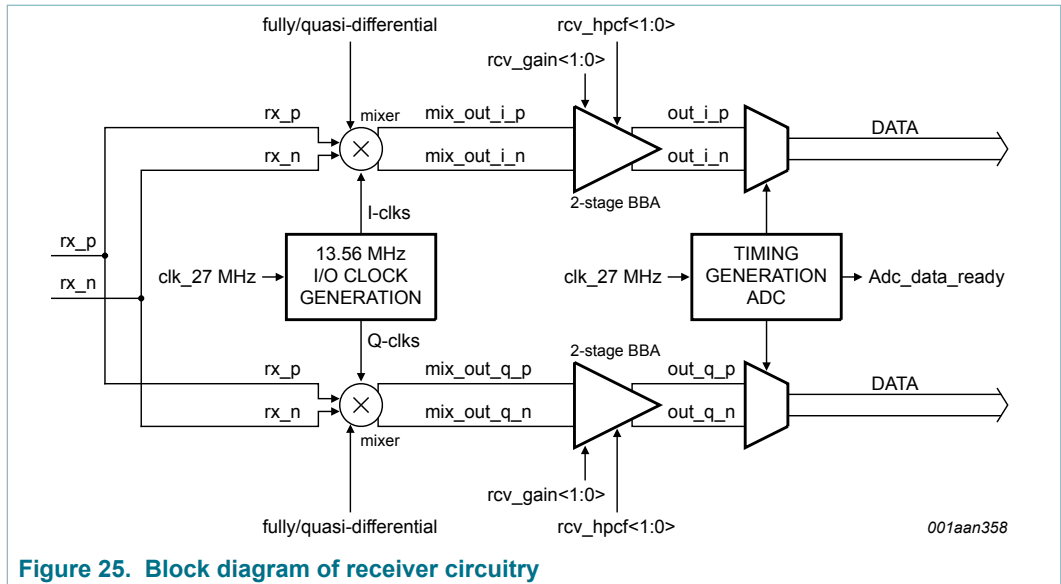 fully/quasi-differential
rcv_hpcf<1:0>
rcv_gain<1:0>
rx_p
mixer
mix_out_i_p
out_i_p
DATA
rx_n
mix_out_i_n
out_i_n
2-stage BBA
I-clks
rx_p
rx_n
clk_27 MHz
13.56 MHz
I/O CLOCK
GENERATION
clk_27 MHz
TIMING
GENERATION
ADC
Adc_data_ready
Q-clks
2-stage BBA
rx_p
mix_out_q_p
out_q_p
DATA
rx_n
mix_out_q_n
out_q_n
mixer
rcv_gain<1:0>
fully/quasi-differential
rcv_hpcf<1:0>
001aan358
Figure 25. Block diagram of receiver circuitry